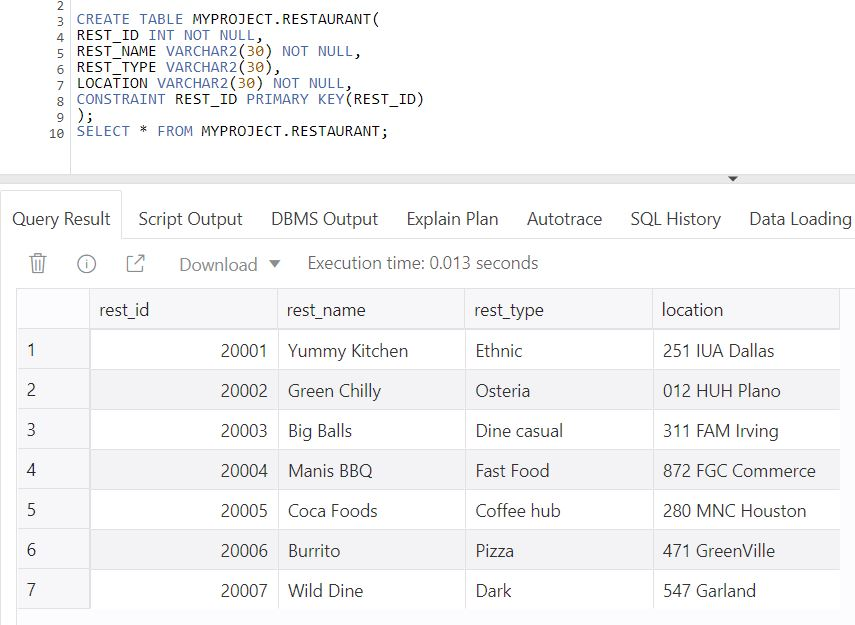 2
3 CREATE TABLE MYPROJECT.RESTAURANT(
4 REST_ID INT NOT NULL,
5 REST_NAME VARCHAR2(30) NOT NULL,
6 REST_TYPE VARCHAR2(30),
7 LOCATION VARCHAR2(30) NOT NULL,
8 CONSTRAINT REST_ID PRIMARY KEY(REST_ID)
9 );
10 SELECT * FROM MYPROJECT.RESTAURANT;
Query Result Script Output DBMS Output Explain Plan Autotrace SQL History Data Loading
Download Execution time: 0.013 seconds
rest_id rest_name rest_type location
1 20001 Yummy Kitchen Ethnic 251 IUA Dallas
2 20002 Green Chilly Osteria 012 HUH Plano
3 20003 Big Balls Dine casual 311 FAM Irving
4 20004 Manis BBQ Fast Food 872 FGC Commerce
5 20005 Coca Foods Coffee hub 280 MNC Houston
6 20006 Burrito Pizza 471 GreenVille
7 20007 Wild Dine Dark 547 Garland